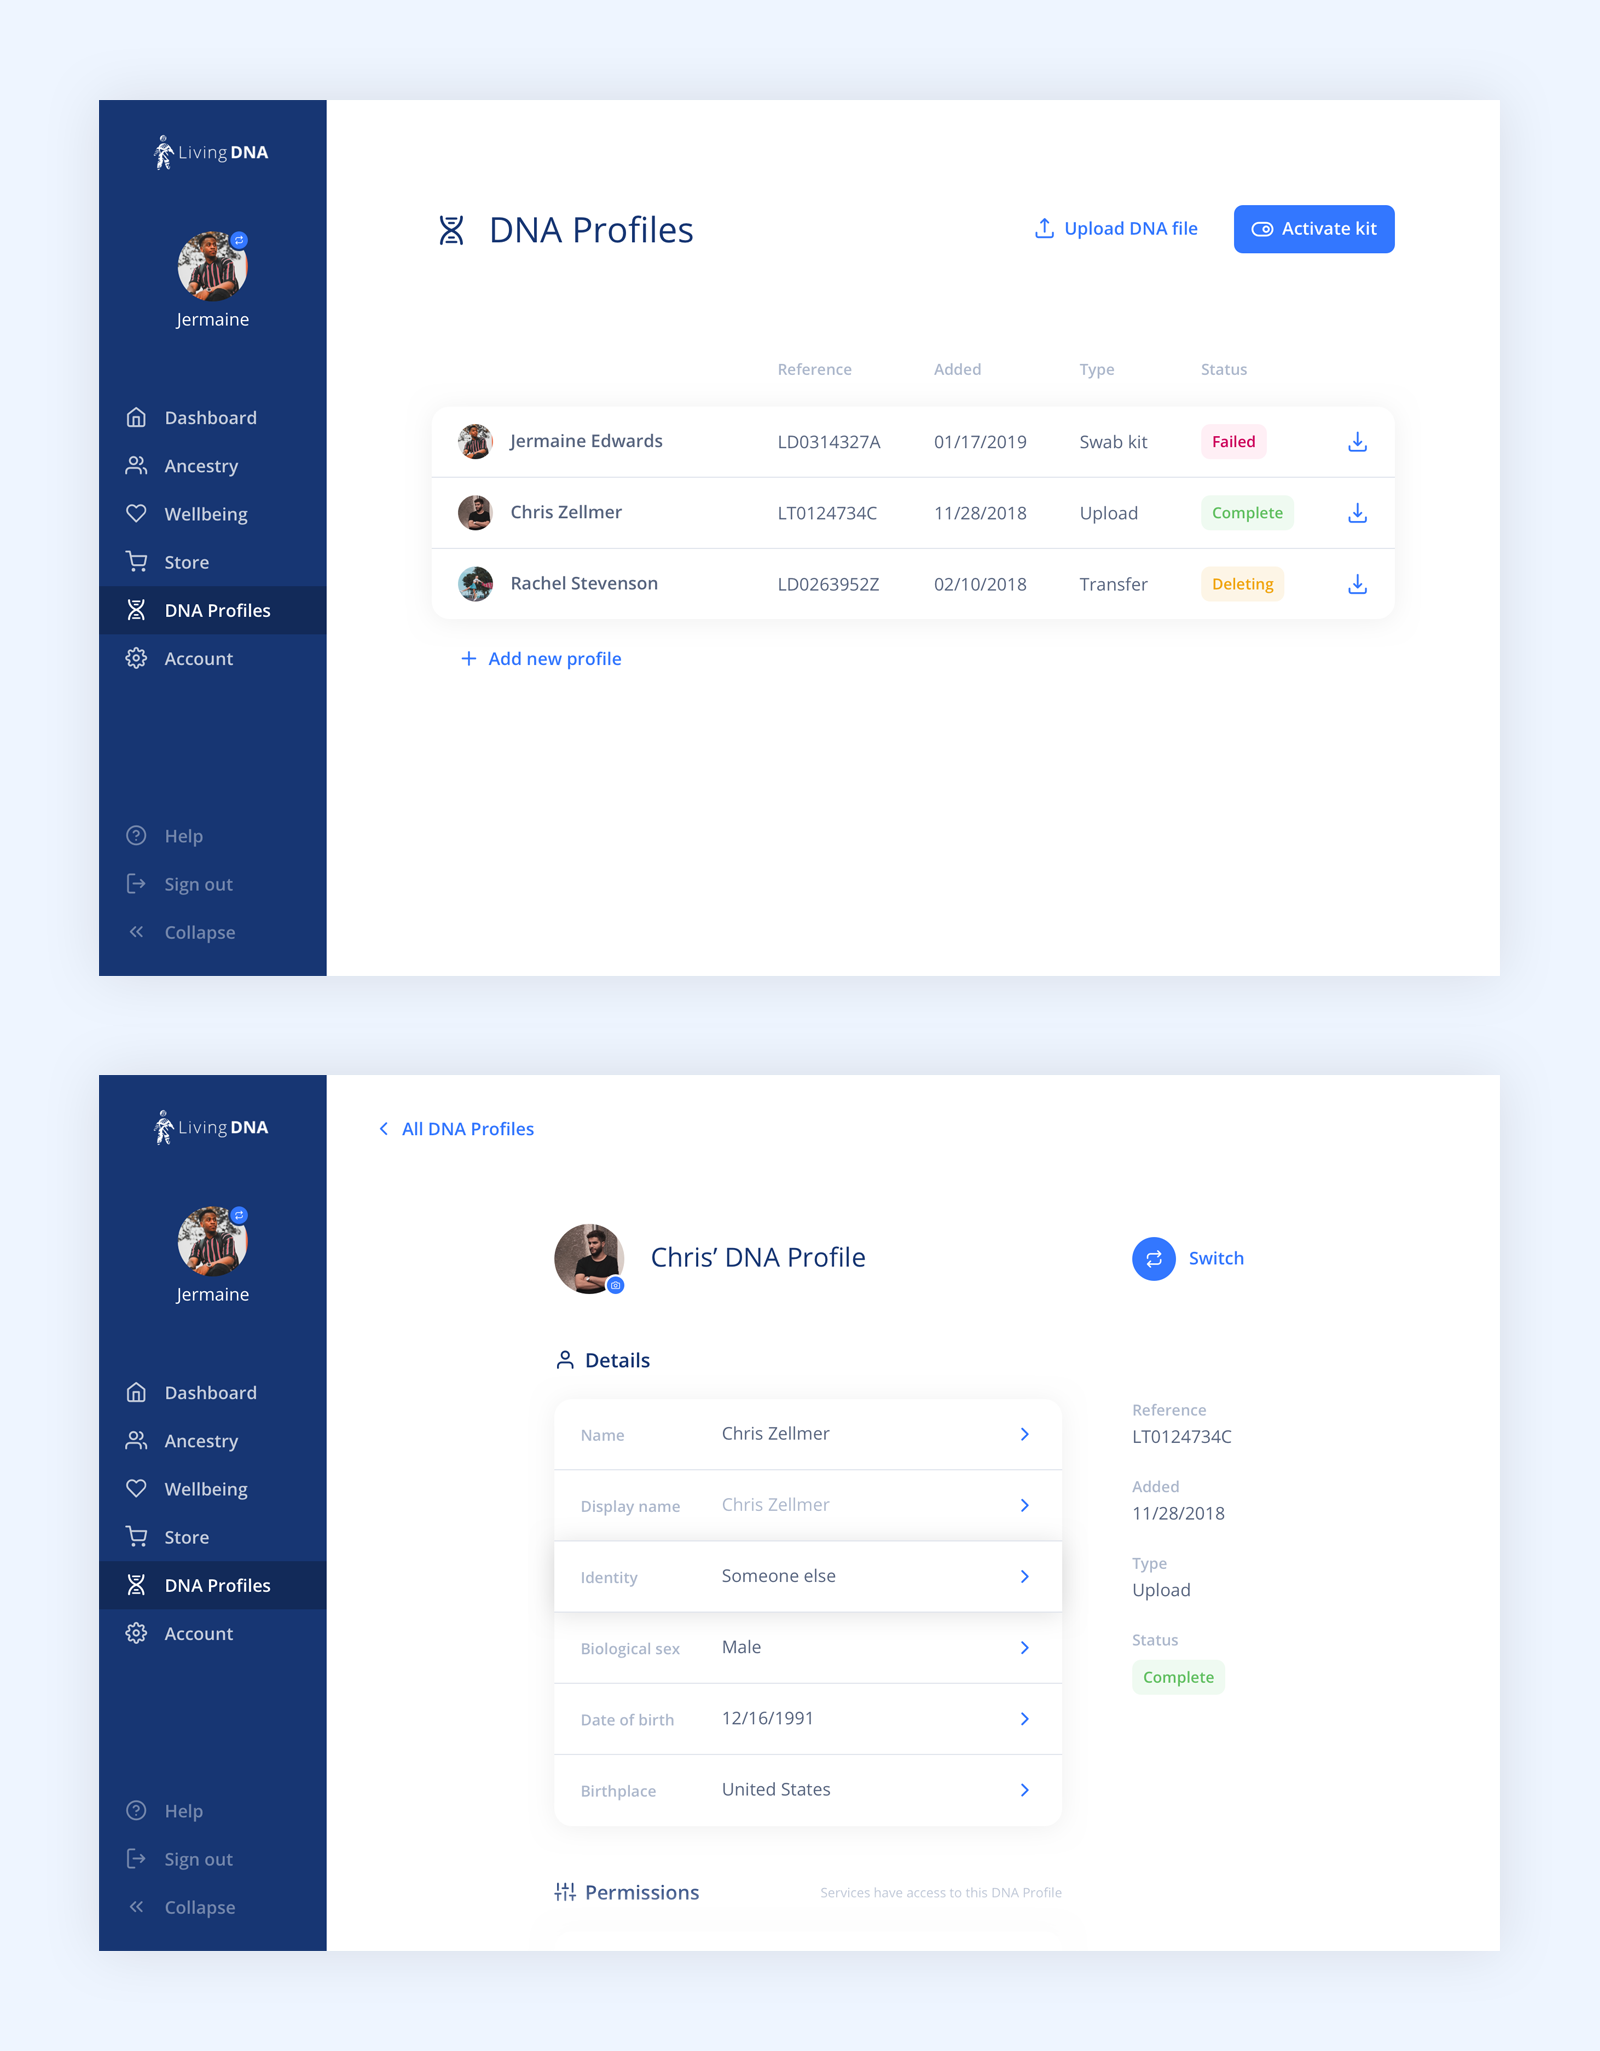 Living DNA
Jermaine
Dashboard
Ancestry
Wellbeing
Store
DNA Profiles
Account
Help
Sign out
Collapse
DNA Profiles
Upload DNA file
Activate kit
Reference Added Type Status
Jermaine Edwards LD0314327A 01/17/2019 Swab kit Failed
Chris Zellmer LT0124734C 11/28/2018 Upload Complete
Rachel Stevenson LD0263952Z 02/10/2018 Transfer Deleting
Add new profile
Living DNA
Jermaine
Dashboard
Ancestry
Wellbeing
Store
DNA Profiles
Account
Help
Sign out
Collapse
All DNA Profiles
Chris’ DNA Profile
Switch
Details
Name Chris Zellmer
Display name Chris Zellmer
Identity Someone else
Biological sex Male
Date of birth 12/16/1991
Birthplace United States
Reference
LT0124734C
Added
11/28/2018
Type
Upload
Status
Complete
Permissions
Services have access to this DNA Profile